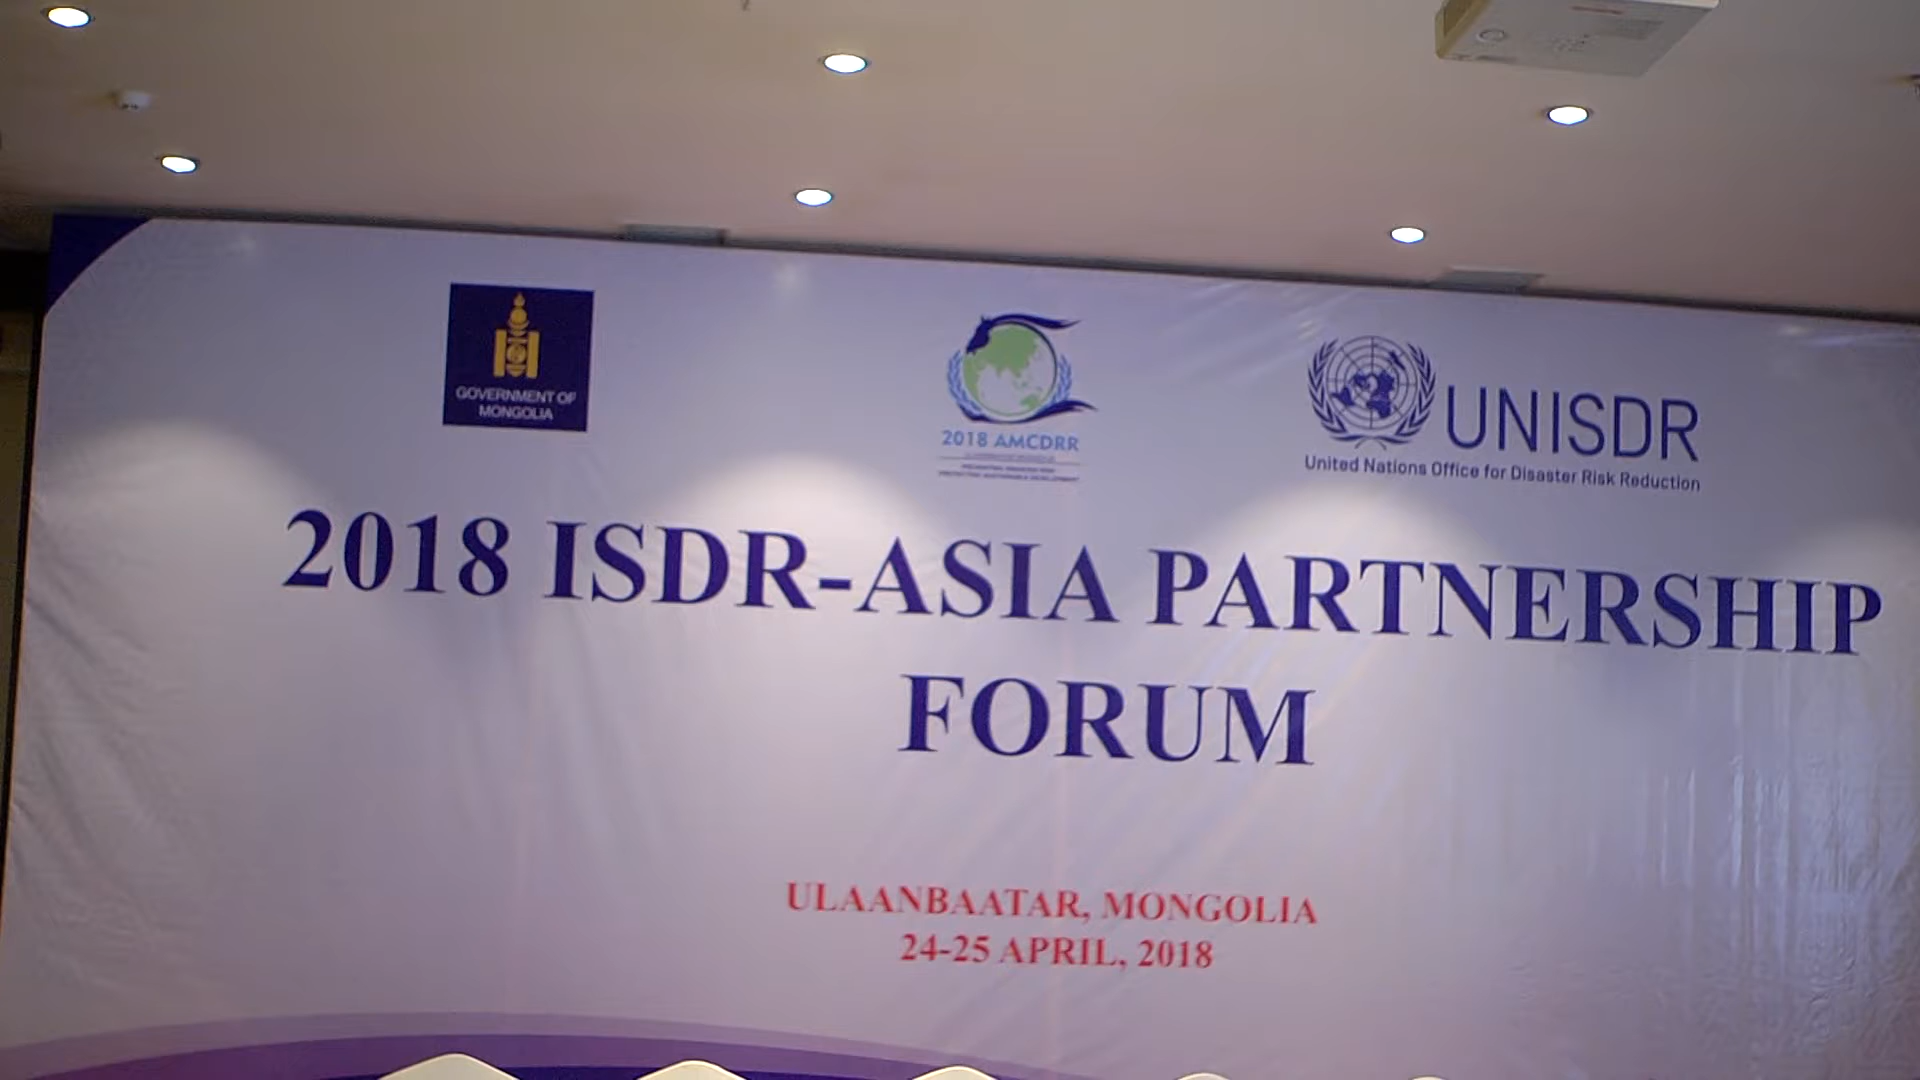 GOVERNMENT OF
MONGOLIA
2018 AMCDRR
UNISDR
United Nations Office for Disaster Risk Reduction
2018 ISDR-ASIA PARTNERSHIP
FORUM
ULAANBAATAR, MONGOLIA
24-25 APRIL, 2018